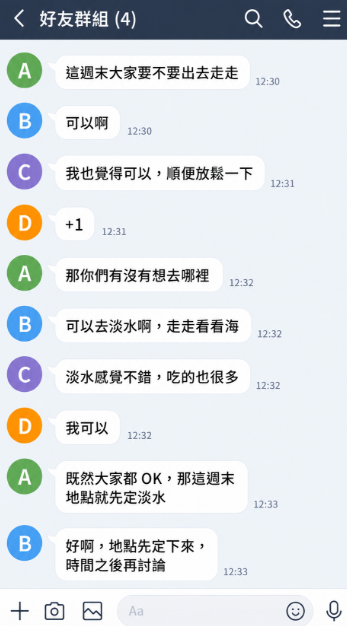 好友群組 (4)
A
這週末大家要不要出去走走
12:30
B
可以啊
12:30
C
我也覺得可以，順便放鬆一下
12:31
D
+1
12:31
A
那你們有沒有想去哪裡
12:32
B
可以去淡水啊，走走看看海
12:32
C
淡水感覺不錯，吃的也很多
12:32
D
我可以
12:32
A
既然大家都 OK，那這週末
地點就先定淡水
12:33
B
好啊，地點先定下來，
時間之後再討論
12:33
Aa